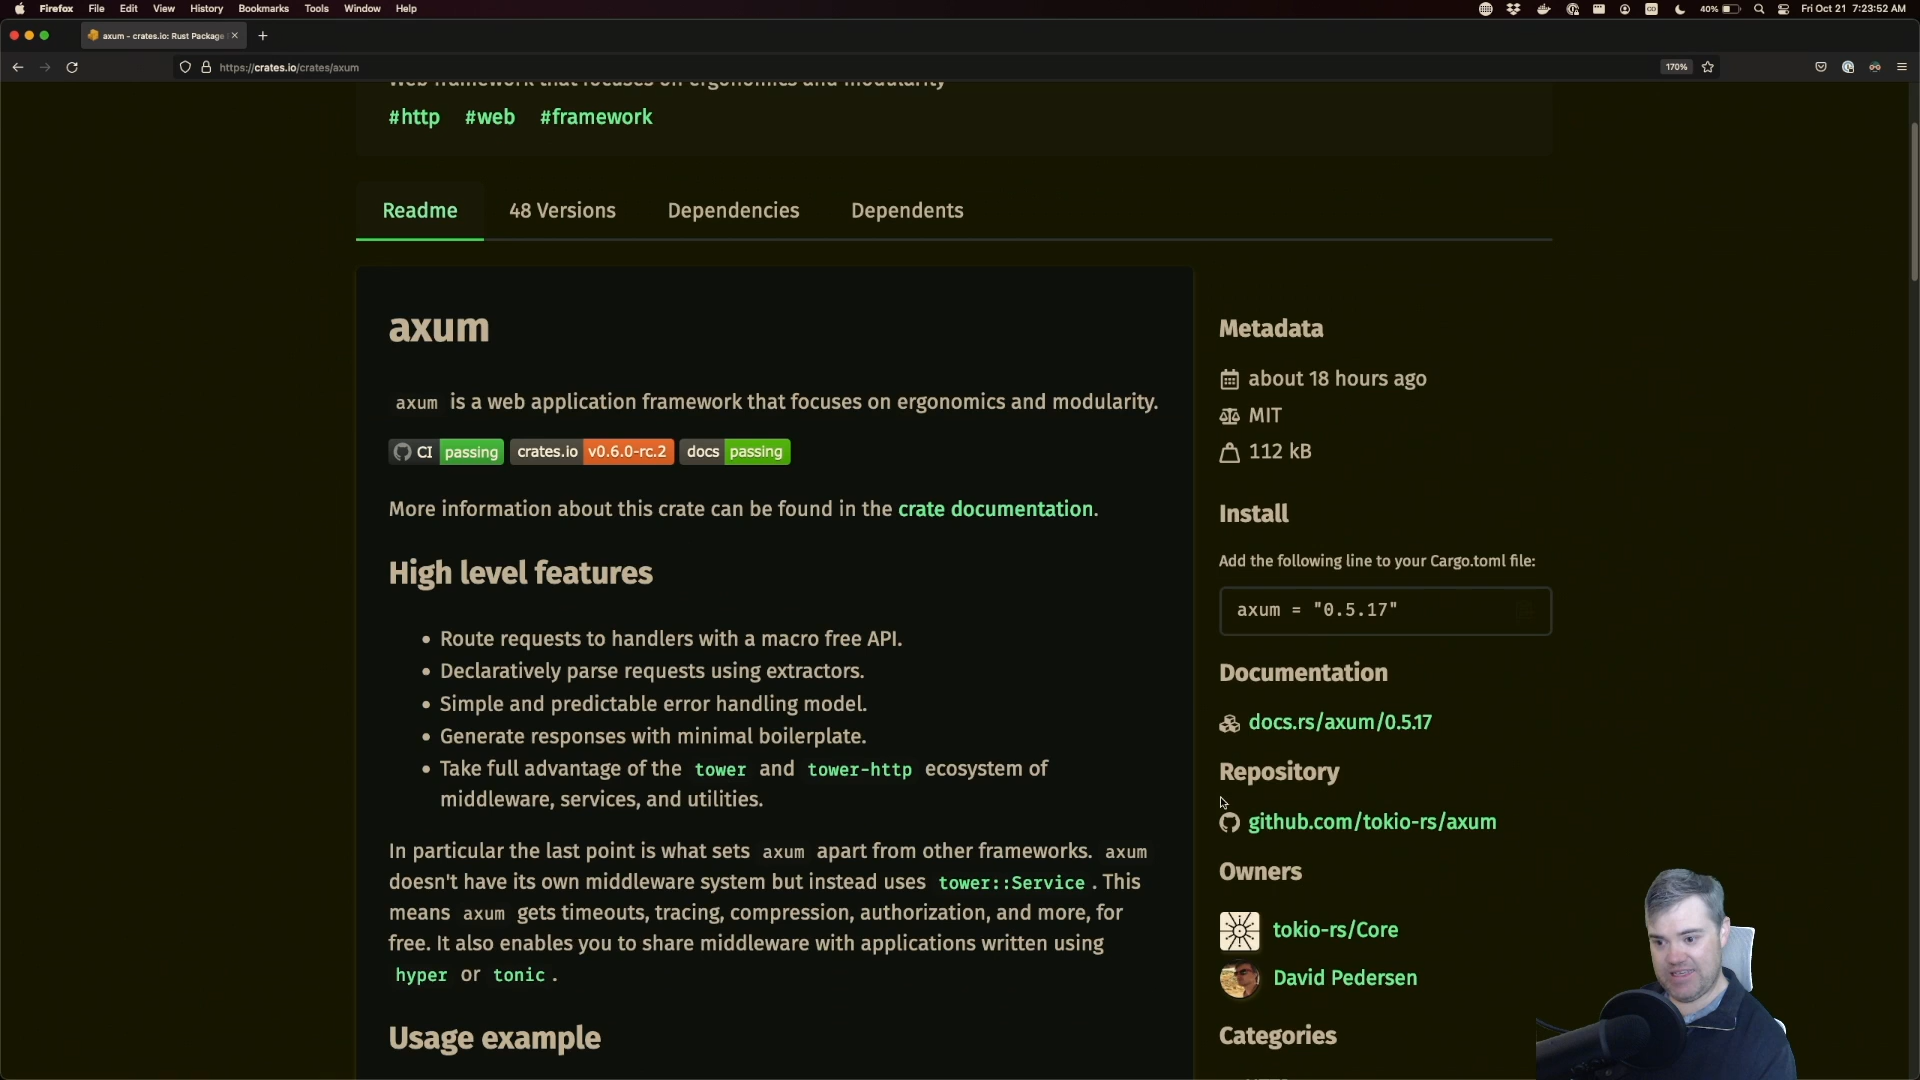 Firefox File Edit View History Bookmarks Tools Window Help 40% Fri Oct 21 7:23:52 AM
axum - crates.io: Rust Package
https://crates.io/crates/axum 170%
Web framework that focuses on ergonomics and modularity
#http #web #framework
Readme 48 Versions Dependencies Dependents
axum
axum is a web application framework that focuses on ergonomics and modularity.
CI passing crates.io v0.6.0-rc.2 docs passing
More information about this crate can be found in the crate documentation.
High level features
• Route requests to handlers with a macro free API.
• Declaratively parse requests using extractors.
• Simple and predictable error handling model.
• Generate responses with minimal boilerplate.
• Take full advantage of the tower and tower-http ecosystem of
middleware, services, and utilities.
In particular the last point is what sets axum apart from other frameworks. axum
doesn't have its own middleware system but instead uses tower::Service. This
means axum gets timeouts, tracing, compression, authorization, and more, for
free. It also enables you to share middleware with applications written using
hyper or tonic.
Usage example
Metadata
about 18 hours ago
MIT
112 kB
Install
Add the following line to your Cargo.toml file:
axum = "0.5.17"
Documentation
docs.rs/axum/0.5.17
Repository
github.com/tokio-rs/axum
Owners
tokio-rs/Core
David Pedersen
Categories